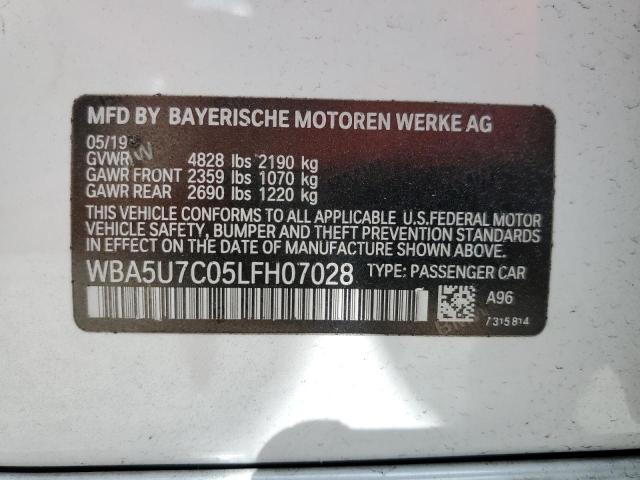 MFD BY BAYERISCHE MOTOREN WERKE AG
05/19
GVWR 4828 lbs 2190 kg
GAWR FRONT 2359 lbs 1070 kg
GAWR REAR 2690 lbs 1220 kg
THIS VEHICLE CONFORMS TO ALL APPLICABLE U.S.FEDERAL MOTOR
VEHICLE SAFETY, BUMPER AND THEFT PREVENTION STANDARDS
IN EFFECT ON THE DATE OF MANUFACTURE SHOWN ABOVE.
WBA5U7C05LFH07028 TYPE: PASSENGER CAR
A96
7315814